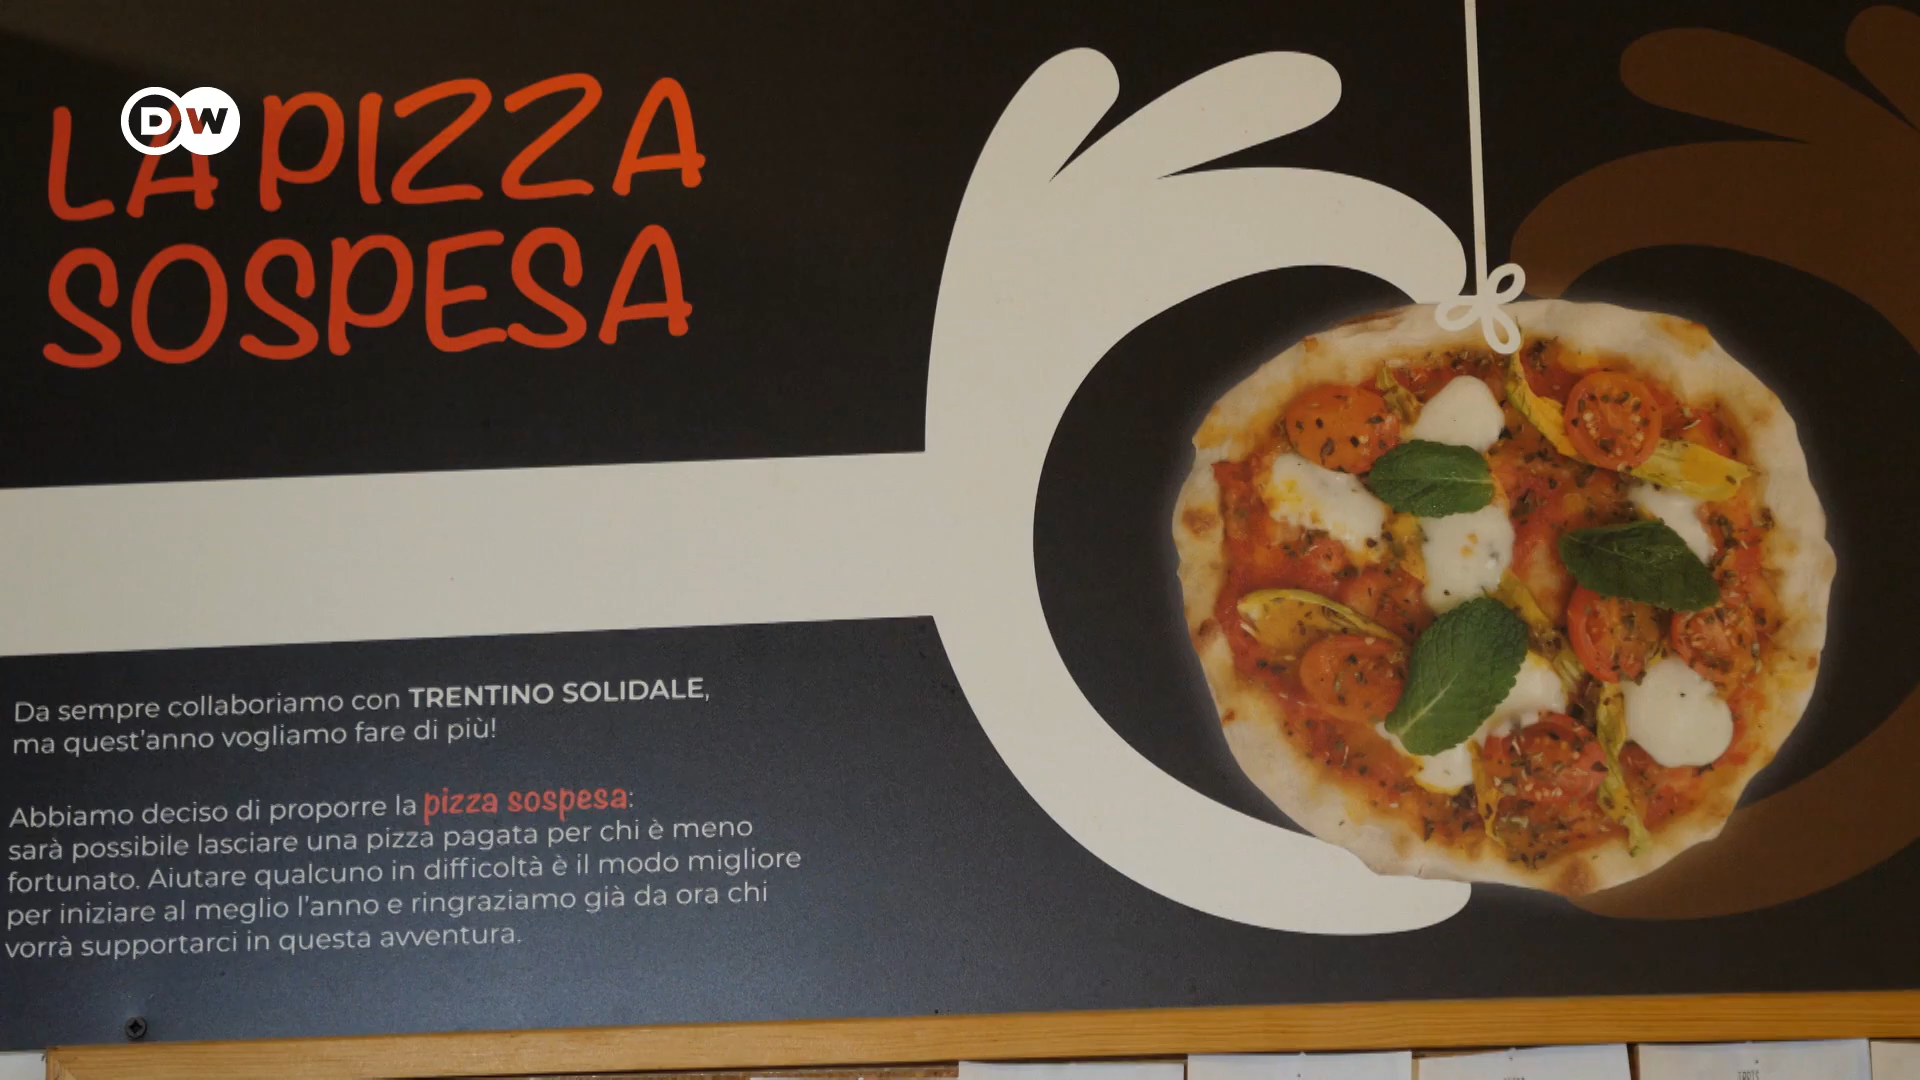 DW
LA PIZZA
SOSPESA
Da sempre collaboriamo con TRENTINO SOLIDALE,
ma quest'anno vogliamo fare di più!
Abbiamo deciso di proporre la pizza sospesa:
sarà possibile lasciare una pizza pagata per chi è meno
fortunato. Aiutare qualcuno in difficoltà è il modo migliore
per iniziare al meglio l'anno e ringraziamo già da ora chi
vorrà supportarci in questa avventura.